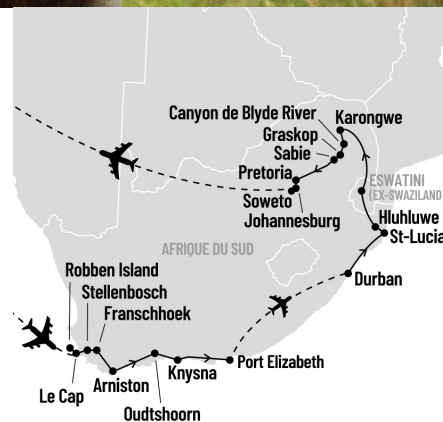 Canyon de Blyde River
Karongwe
Graskop
Sabie
Pretoria
Soweto
Johannesburg
ESWATINI
(EX-SWAZILAND
Hluhluwe
St-Lucia
AFRIQUE DU SUD
Durban
Robben Island
Stellenbosch
Franschhoek
Le Cap
Arniston
Oudtshoorn
Knysna
Port Elizabeth